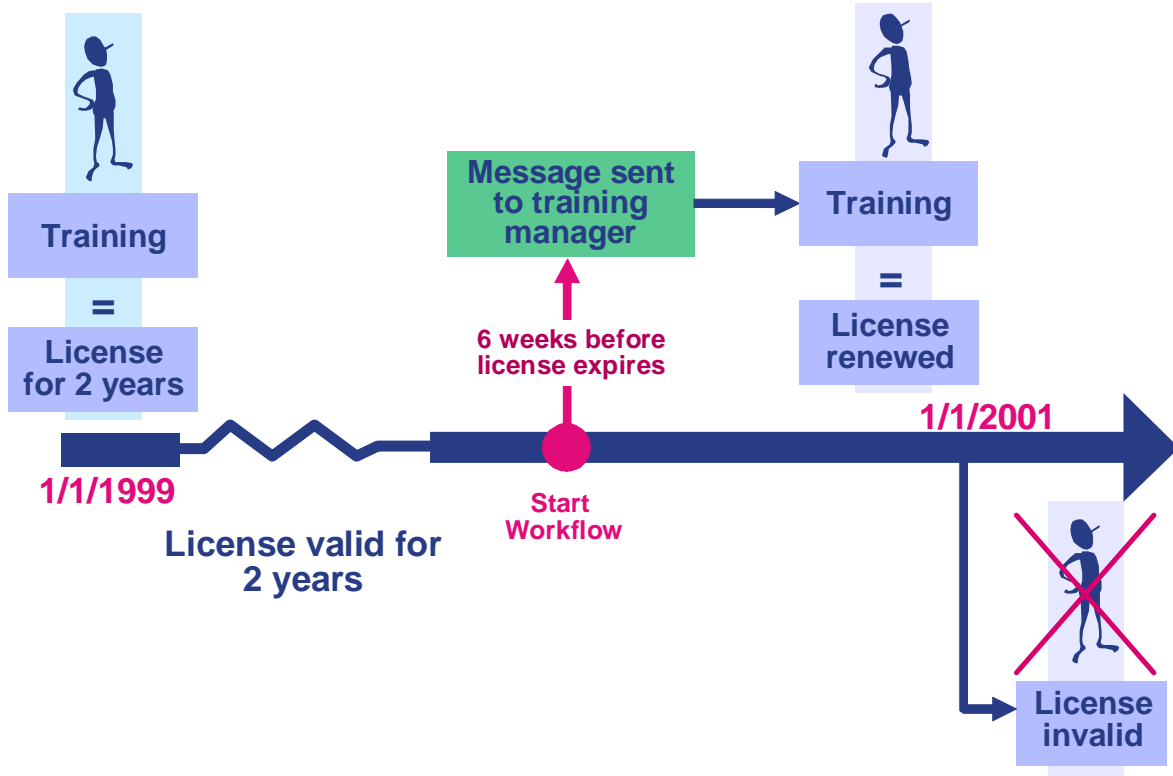 Training
=
License
for 2 years
1/1/1999
License valid for
2 years
Message sent
to training
manager
6 weeks before
license expires
Start
Workflow
Training
=
License
renewed
1/1/2001
License
invalid